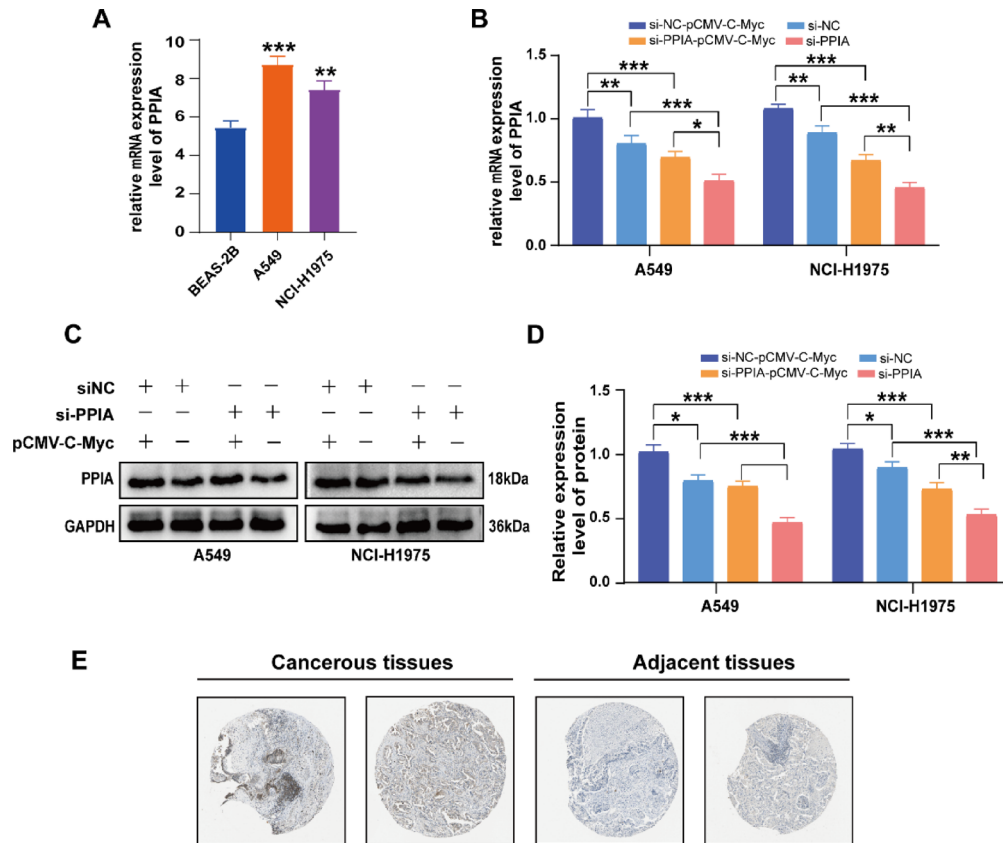 A
relative mRNA expression
level of PPIA
10
8
6
4
2
0
***
**
BEAS-2B
A549
NCI-H1975
B
si-NC-pCMV-C-Myc si-NC
si-PPIA-pCMV-C-Myc si-PPIA
relative mRNA expression
level of PPIA
1.5
1.0
0.5
0.0
***
**
***
*
***
**
***
**
A549 NCI-H1975
C
siNC + + — — + + — —
si-PPIA — — + + — — + +
pCMV-C-Myc + — + — + — + —
PPIA 18kDa
GAPDH 36kDa
A549 NCI-H1975
D
si-NC-pCMV-C-Myc si-NC
si-PPIA-pCMV-C-Myc si-PPIA
Relative expression
level of protein
1.5
1.0
0.5
0.0
***
*
***
***
*
***
**
A549 NCI-H1975
E
Cancerous tissues Adjacent tissues